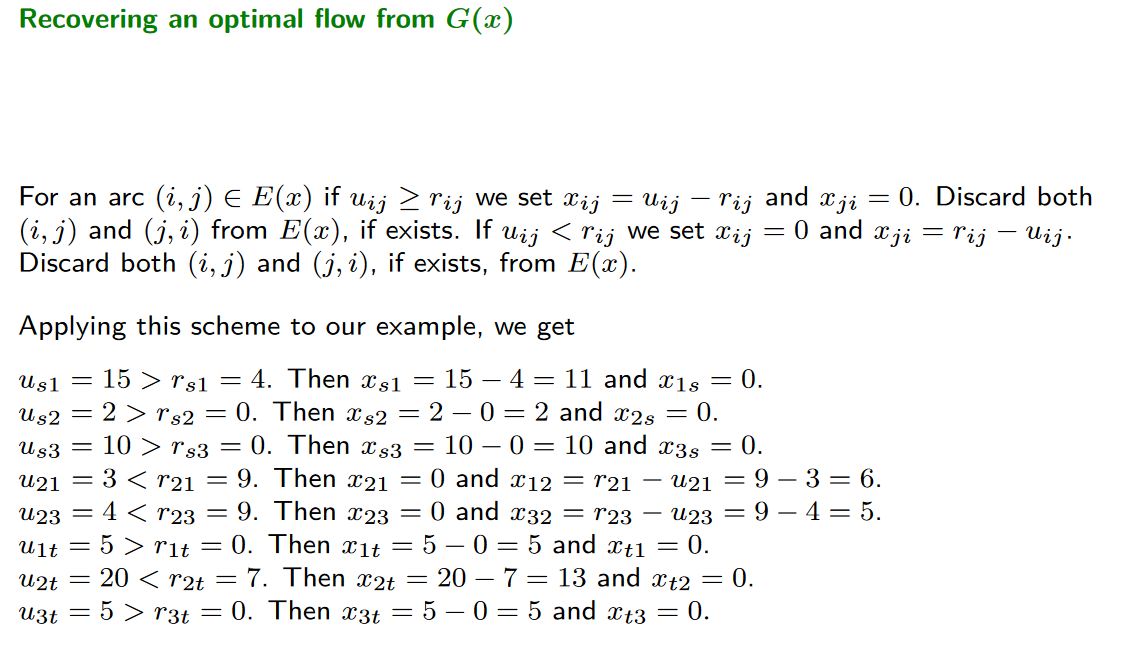 Recovering an optimal flow from G(x)
For an arc (i, j) ∈ E(x) if u_{ij} ≥ r_{ij} we set x_{ij} = u_{ij} − r_{ij} and x_{ji} = 0. Discard both
(i, j) and (j, i) from E(x), if exists. If u_{ij} < r_{ij} we set x_{ij} = 0 and x_{ji} = r_{ij} − u_{ij}.
Discard both (i, j) and (j, i), if exists, from E(x).
Applying this scheme to our example, we get
u_{s1} = 15 > r_{s1} = 4. Then x_{s1} = 15 − 4 = 11 and x_{1s} = 0.
u_{s2} = 2 > r_{s2} = 0. Then x_{s2} = 2 − 0 = 2 and x_{2s} = 0.
u_{s3} = 10 > r_{s3} = 0. Then x_{s3} = 10 − 0 = 10 and x_{3s} = 0.
u_{21} = 3 < r_{21} = 9. Then x_{21} = 0 and x_{12} = r_{21} − u_{21} = 9 − 3 = 6.
u_{23} = 4 < r_{23} = 9. Then x_{23} = 0 and x_{32} = r_{23} − u_{23} = 9 − 4 = 5.
u_{1t} = 5 > r_{1t} = 0. Then x_{1t} = 5 − 0 = 5 and x_{t1} = 0.
u_{2t} = 20 < r_{2t} = 7. Then x_{2t} = 20 − 7 = 13 and x_{t2} = 0.
u_{3t} = 5 > r_{3t} = 0. Then x_{3t} = 5 − 0 = 5 and x_{t3} = 0.